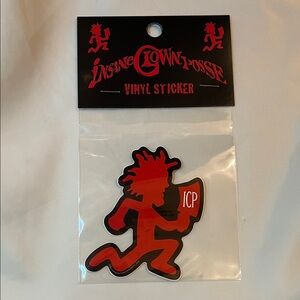 INSANE CLOWN POSSE
VINYL STICKER
ICP